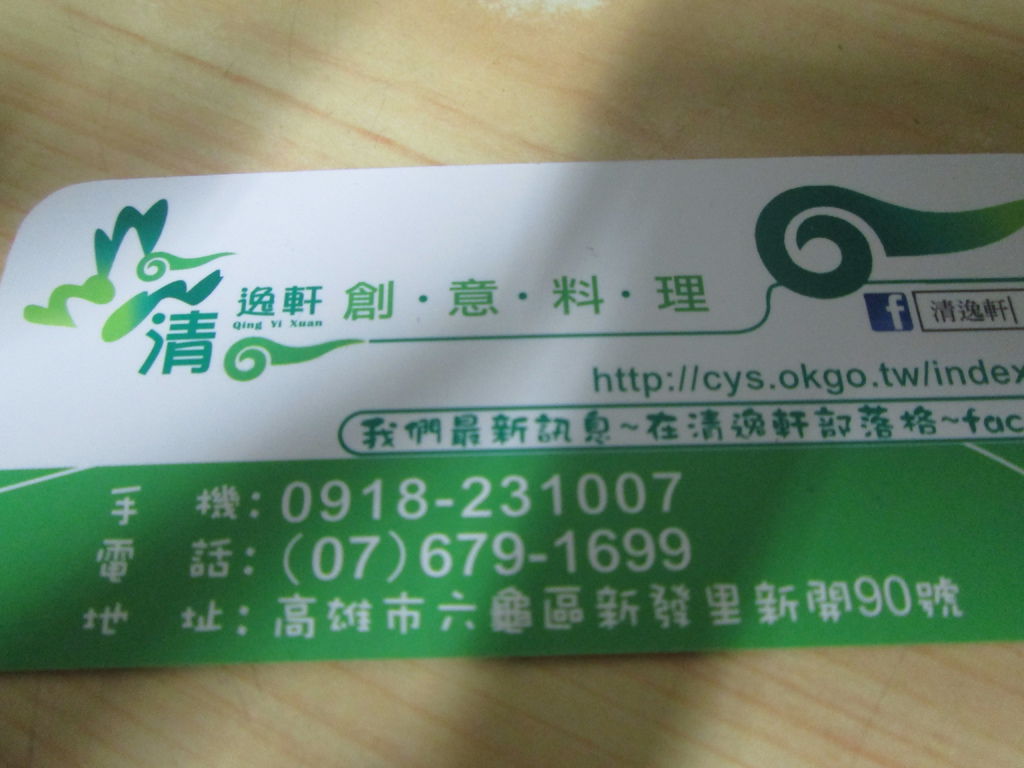 清逸軒 創·意·料·理
Qing Yi Xuan
f 清逸軒
http://cys.okgo.tw/index
我們最新訊息~在清逸軒部落格~fac
手機：0918-231007
電話：(07)679-1699
地址：高雄市六龜區新發里新開90號